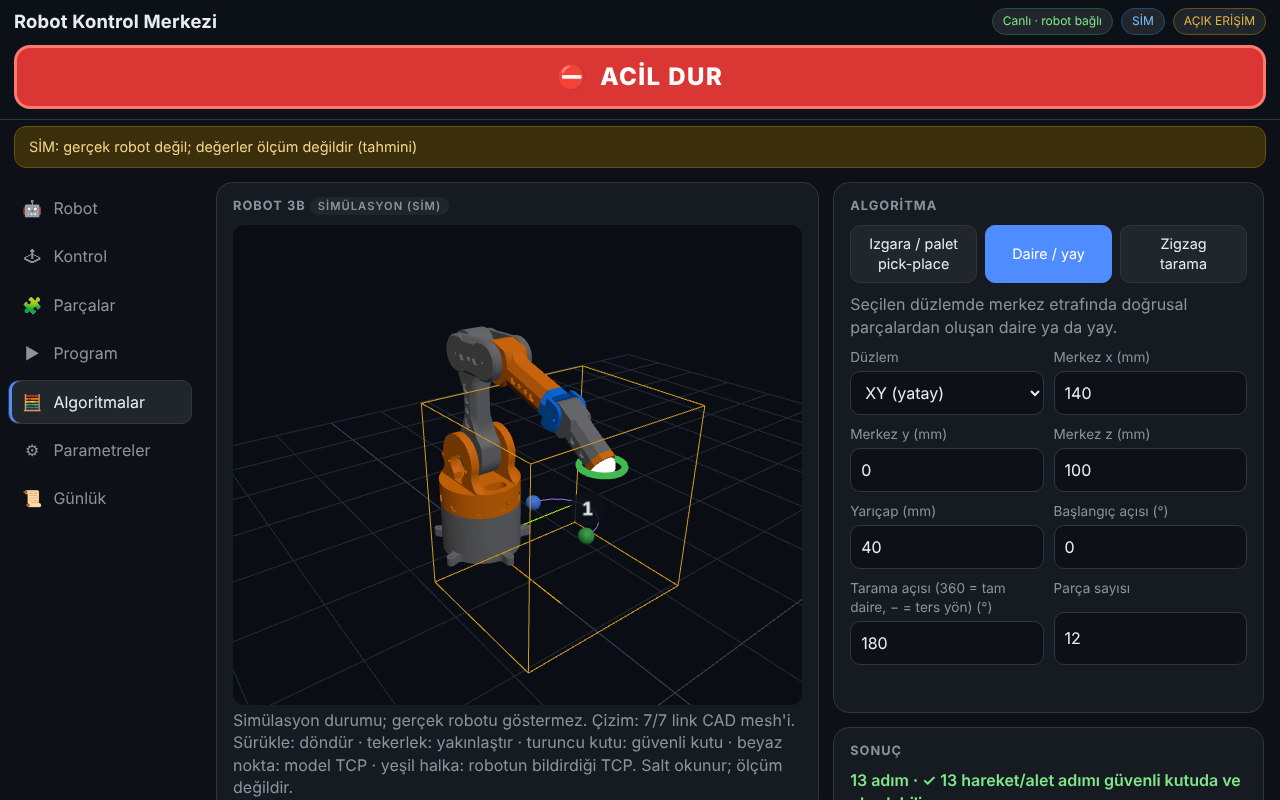 Robot Kontrol Merkezi
Canlı · robot bağlı
SİM
AÇIK ERİŞİM
ACİL DUR
SİM: gerçek robot değil; değerler ölçüm değildir (tahmini)
Robot
Kontrol
Parçalar
Program
Algoritmalar
Parametreler
Günlük
ROBOT 3B
SİMÜLASYON (SİM)
1
Simülasyon durumu; gerçek robotu göstermez. Çizim: 7/7 link CAD mesh'i.
Sürükle: döndür · tekerlek: yakınlaştır · turuncu kutu: güvenli kutu · beyaz
nokta: model TCP · yeşil halka: robotun bildirdiği TCP. Salt okunur; ölçüm
değildir.
ALGORİTMA
Izgara / palet
pick-place
Daire / yay
Zigzag
tarama
Seçilen düzlemde merkez etrafında doğrusal
parçalardan oluşan daire ya da yay.
Düzlem
Merkez x (mm)
XY (yatay)
140
Merkez y (mm)
Merkez z (mm)
0
100
Yarıçap (mm)
Başlangıç açısı (°)
40
0
Tarama açısı (360 = tam
daire, − = ters yön) (°)
Parça sayısı
180
12
SONUÇ
13 adım · ✓ 13 hareket/alet adımı güvenli kutuda ve